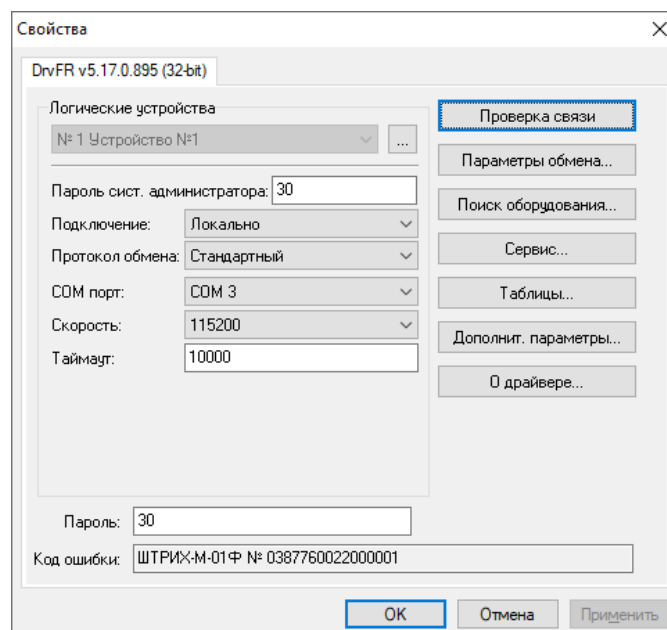 Свойства
DrvFR v5.17.0.895 (32-bit)
Логические устройства
№ 1 Устройство №1
...
Пароль сист. администратора: 30
Подключение: Локально
Протокол обмена: Стандартный
COM порт: COM 3
Скорость: 115200
Таймаут: 10000
Проверка связи
Параметры обмена...
Поиск оборудования...
Сервис...
Таблицы...
Дополнит. параметры...
О драйвере...
Пароль: 30
Код ошибки: ШТРИХ-М-01Ф № 0387760022000001
OK Отмена Применить